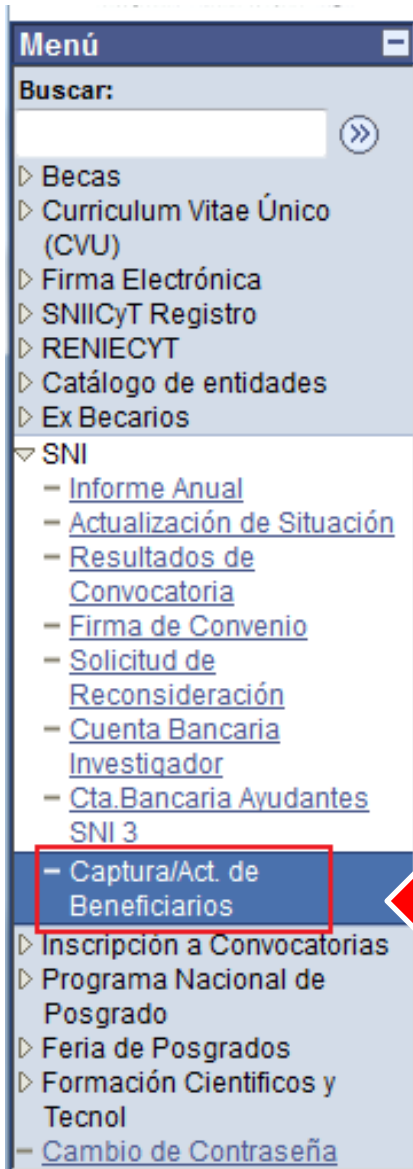 Menú
Buscar:
Becas
Curriculum Vitae Único
(CVU)
Firma Electrónica
SNIICyT Registro
RENIECYT
Catálogo de entidades
Ex Becarios
SNI
Informe Anual
Actualización de Situación
Resultados de
Convocatoria
Firma de Convenio
Solicitud de
Reconsideración
Cuenta Bancaria
Investigador
Cta.Bancaria Ayudantes
SNI 3
Captura/Act. de
Beneficiarios
Inscripción a Convocatorias
Programa Nacional de
Posgrado
Feria de Posgrados
Formación Cientificos y
Tecnol
Cambio de Contraseña